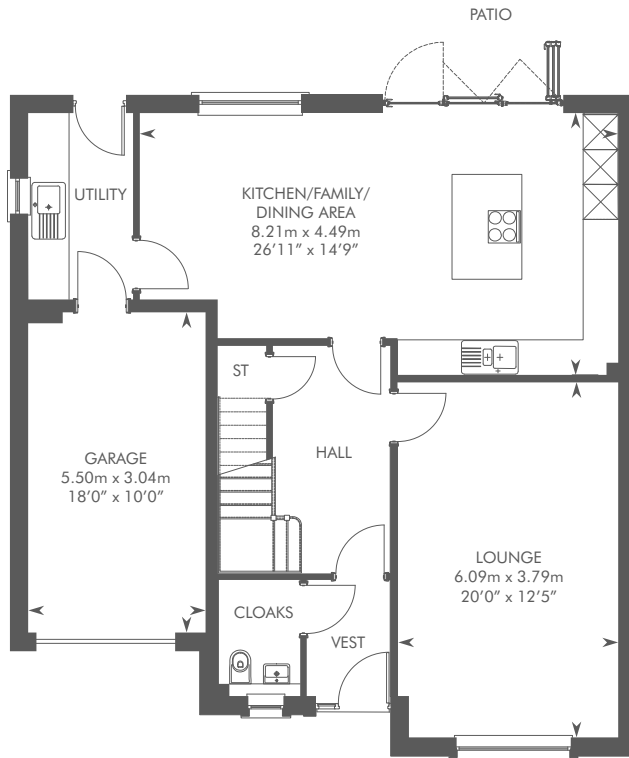 PATIO
UTILITY
KITCHEN/FAMILY/
DINING AREA
8.21m x 4.49m
26'11" x 14'9"
ST
HALL
GARAGE
5.50m x 3.04m
18'0" x 10'0"
LOUNGE
6.09m x 3.79m
20'0" x 12'5"
CLOAKS
VEST